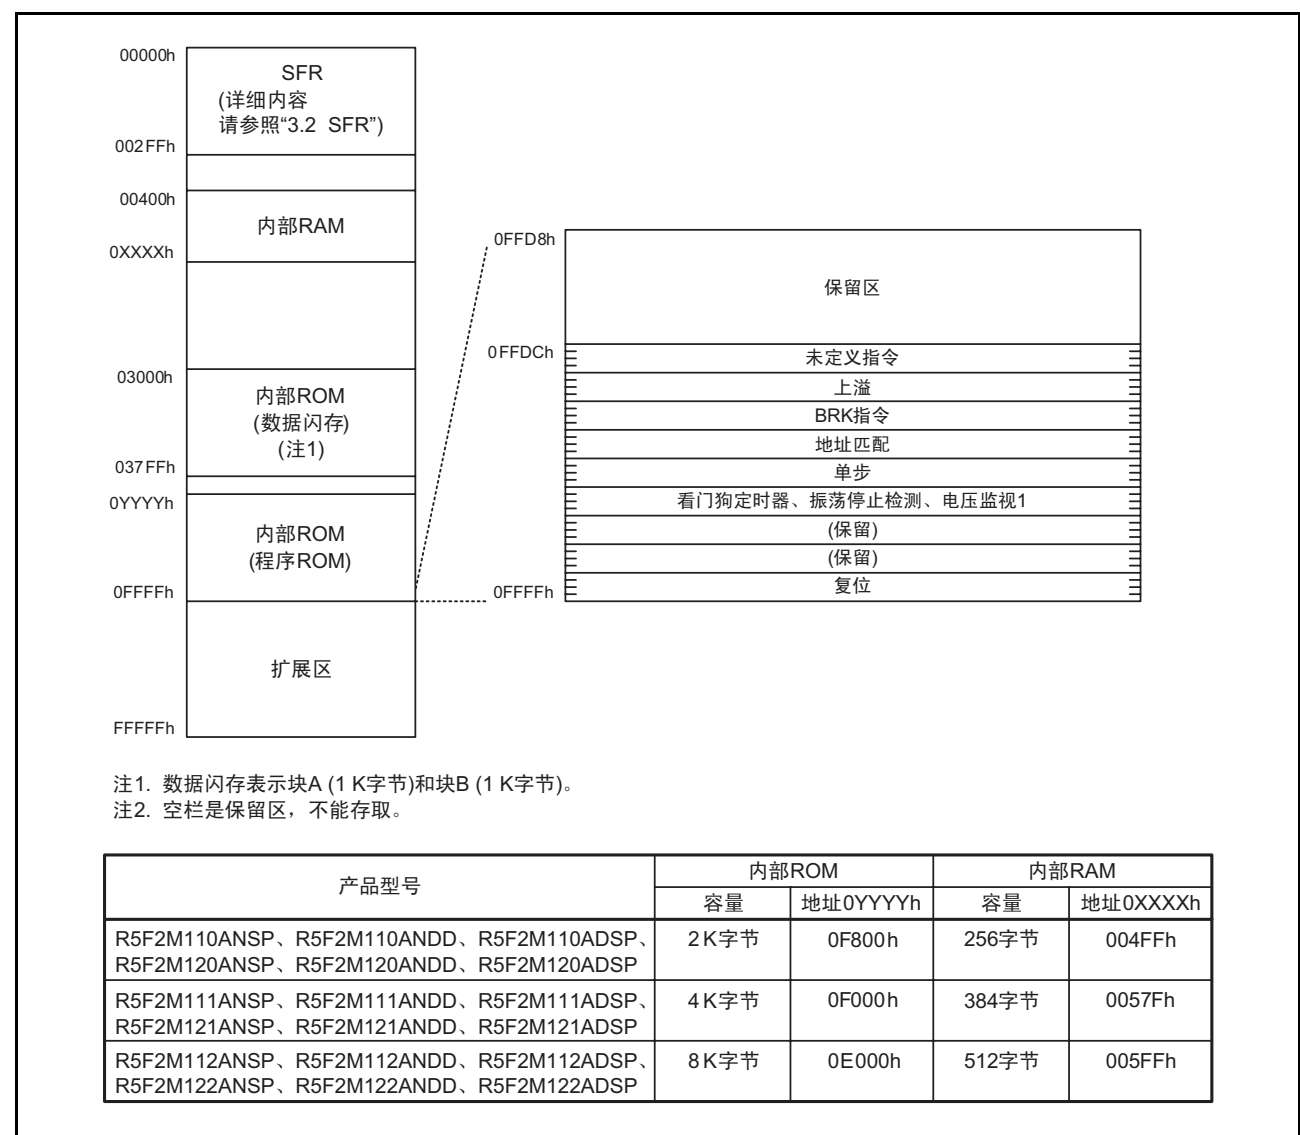 00000h
SFR
(详细内容
请参照“3.2 SFR”)
002FFh
00400h
内部RAM
0XXXXh
03000h
内部ROM
(数据闪存)
(注1)
037FFh
0YYYYh
内部ROM
(程序ROM)
0FFFFh
扩展区
FFFFFh
0FFD8h
保留区
0FFDCh
未定义指令
上溢
BRK指令
地址匹配
单步
看门狗定时器、振荡停止检测、电压监视1
(保留)
(保留)
0FFFFh
复位
注1. 数据闪存表示块A (1 K字节)和块B (1 K字节)。
注2. 空栏是保留区，不能存取。
产品型号 内部ROM 内部RAM
容量 地址0YYYYh 容量 地址0XXXXh
R5F2M110ANSP、R5F2M110ANDD、R5F2M110ADSP、 2 K字节 0F800h 256字节 004FFh
R5F2M120ANSP、R5F2M120ANDD、R5F2M120ADSP
R5F2M111ANSP、R5F2M111ANDD、R5F2M111ADSP、 4 K字节 0F000h 384字节 0057Fh
R5F2M121ANSP、R5F2M121ANDD、R5F2M121ADSP
R5F2M112ANSP、R5F2M112ANDD、R5F2M112ADSP、 8 K字节 0E000h 512字节 005FFh
R5F2M122ANSP、R5F2M122ANDD、R5F2M122ADSP